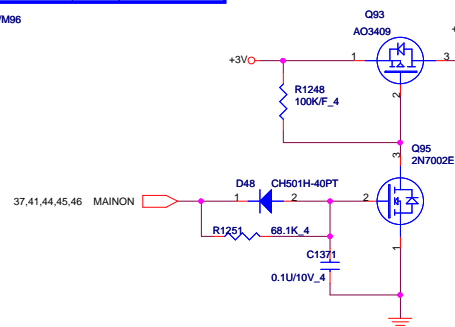 /M96
Q93
AO3409
+
+3V
1
3
R1248
100K/F_4
2
3
Q95
2N7002E
D48
CH501H-40PT
37,41,44,45,46 MAINON
1
2
2
R1251
68.1K_4
1
C1371
0.1U/10V_4